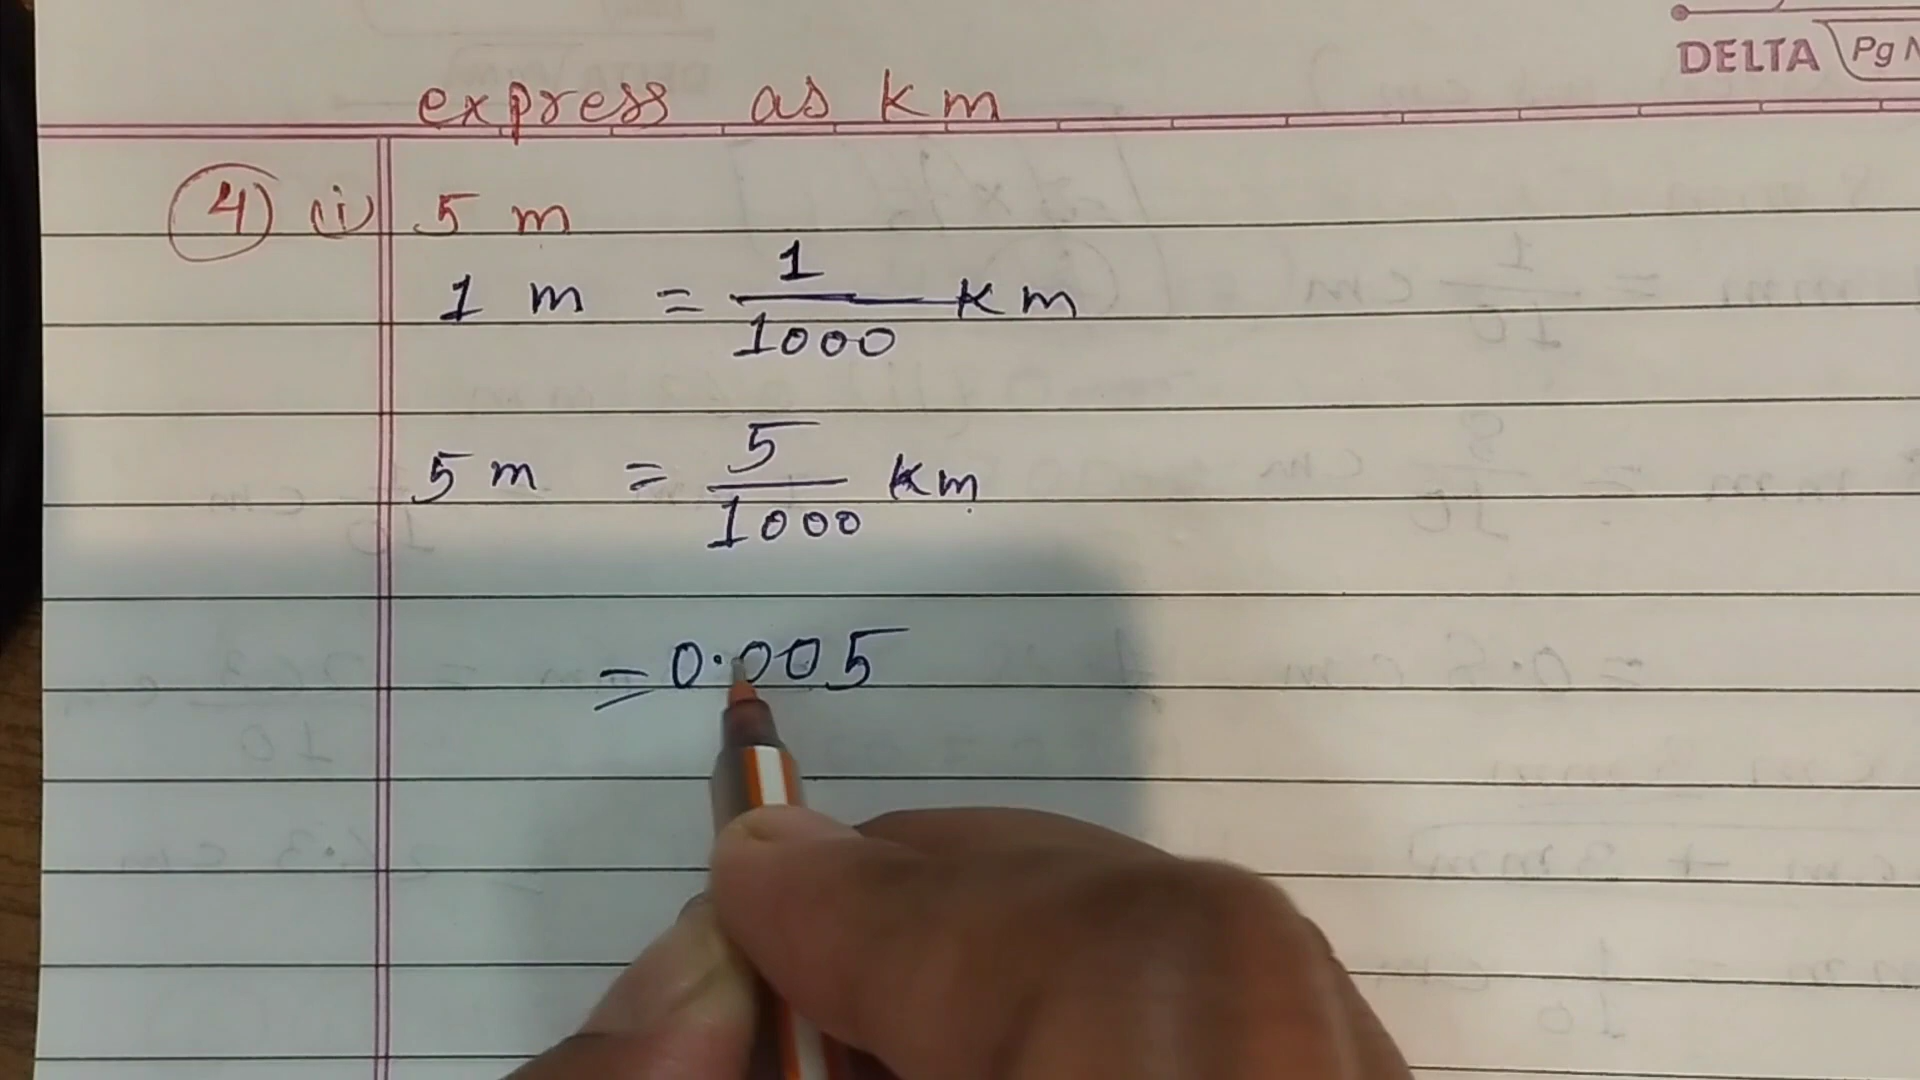 DELTA Pg N
express as km
4 (i) 5 m
1 m = 1/1000 km
5 m = 5/1000 km
= 0.005